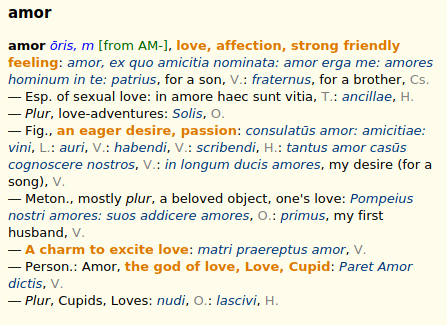 amor
amor ōris, m [from AM-], love, affection, strong friendly
feeling: amor, ex quo amicitia nominata: amor erga me: amores
hominum in te: patrius, for a son, V.: fraternus, for a brother, Cs.
— Esp. of sexual love: in amore haec sunt vitia, T.: ancillae, H.
— Plur, love-adventures: Solis, O.
— Fig., an eager desire, passion: consulatūs amor: amicitiae:
vini, L.: auri, V.: habendi, V.: scribendi, H.: tantus amor casūs
cognoscere nostros, V.: in longum ducis amores, my desire (for a
song), V.
— Meton., mostly plur, a beloved object, one's love: Pompeius
nostri amores: suos addicere amores, O.: primus, my first
husband, V.
— A charm to excite love: matri praereptus amor, V.
— Person.: Amor, the god of love, Love, Cupid: Paret Amor
dictis, V.
— Plur, Cupids, Loves: nudi, O.: lascivi, H.